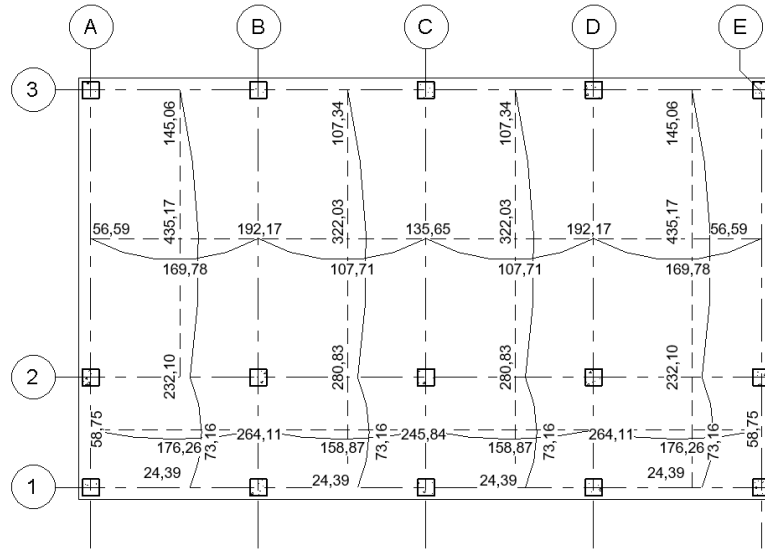 A B C D E
3
145,06 107,34 107,34 145,06
435,17 322,03 322,03 435,17
56,59 192,17 135,65 192,17 56,59
169,78 107,71 107,71 169,78
2
232,10 280,83 280,83 232,10
58,75 73,16 73,16 73,16 73,16 58,75
264,11 245,84 264,11
176,26 158,87 158,87 176,26
24,39 24,39 24,39 24,39
1